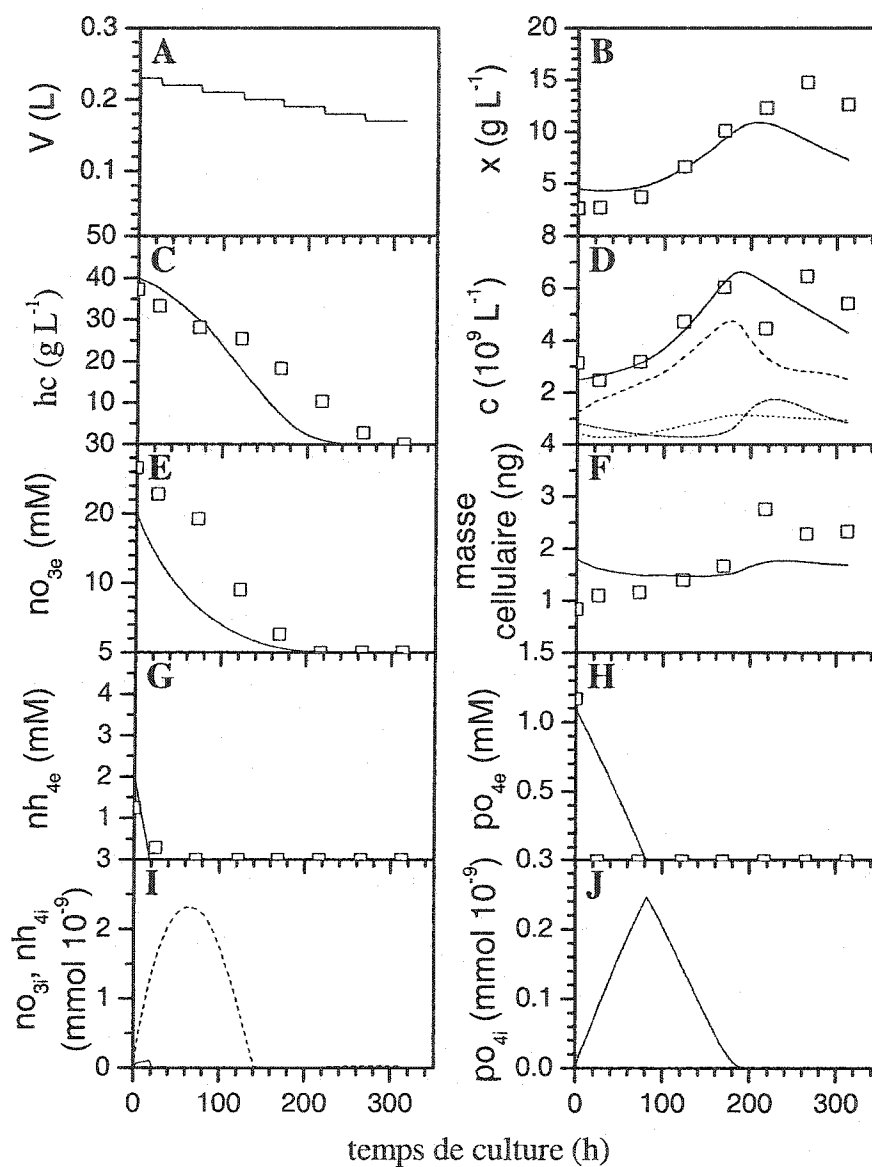 A
V (L)
0.3
0.2
0.1
B
x (g L⁻¹)
20
15
10
5
C
hc (g L⁻¹)
50
40
30
20
10
D
c (10⁹ L⁻¹)
8
6
4
2
E
no₃ₑ (mM)
30
20
10
F
masse
cellulaire (ng)
4
3
2
1
G
nh₄ₑ (mM)
5
4
3
2
1
H
po₄ₑ (mM)
1.5
1.0
0.5
I
no₃ᵢ, nh₄ᵢ
(mmol 10⁻⁹)
3
2
1
0
J
po₄ᵢ (mmol 10⁻⁹)
0.3
0.2
0.1
0.0
0 100 200 300
0 100 200 300
temps de culture (h)